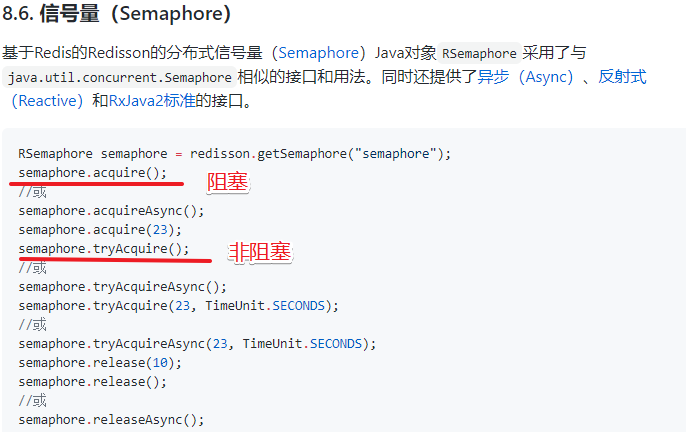 8.6. 信号量（Semaphore）
基于Redis的Redisson的分布式信号量（Semaphore）Java对象 RSemaphore 采用了与
java.util.concurrent.Semaphore 相似的接口和用法。同时还提供了异步（Async）、反射式
（Reactive）和RxJava2标准的接口。
RSemaphore semaphore = redisson.getSemaphore("semaphore");
semaphore.acquire();
阻塞
//或
semaphore.acquireAsync();
semaphore.acquire(23);
semaphore.tryAcquire();
非阻塞
//或
semaphore.tryAcquireAsync();
semaphore.tryAcquire(23, TimeUnit.SECONDS);
//或
semaphore.tryAcquireAsync(23, TimeUnit.SECONDS);
semaphore.release(10);
semaphore.release();
//或
semaphore.releaseAsync();